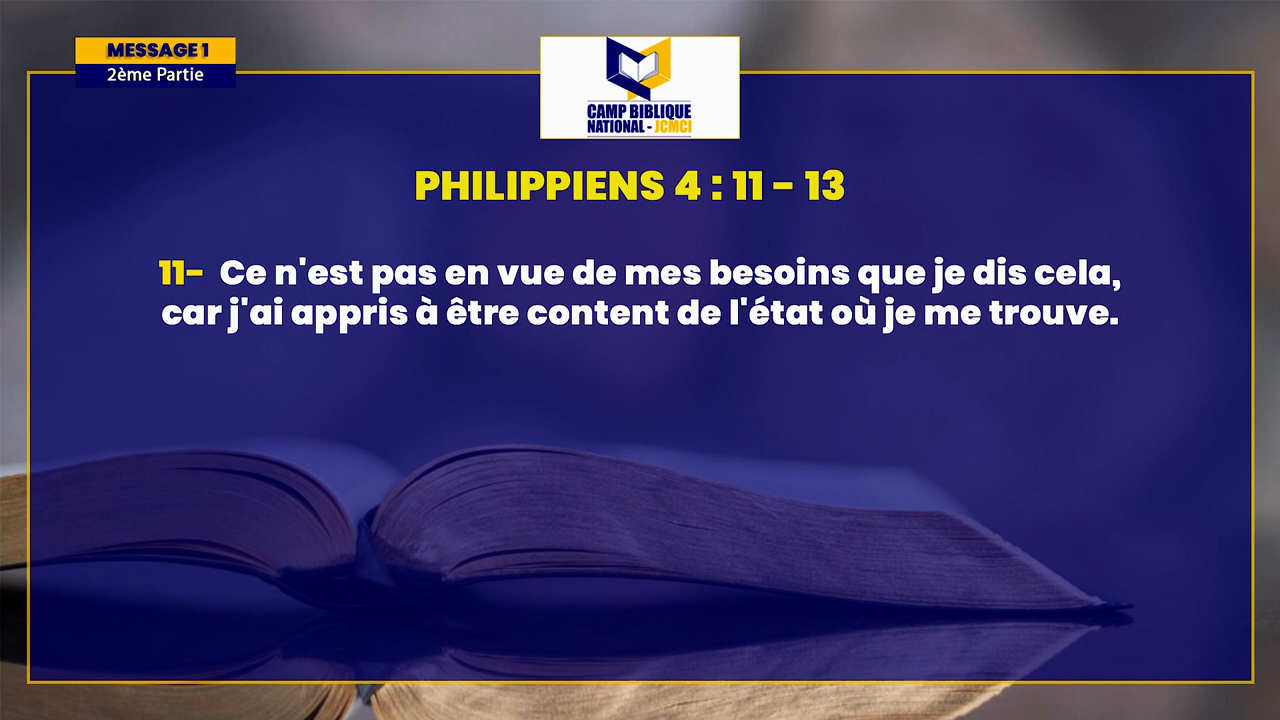 MESSAGE 1
2ème Partie
CAMP BIBLIQUE
NATIONAL - JCMCI
PHILIPPIENS 4 : 11 - 13
11- Ce n'est pas en vue de mes besoins que je dis cela,
car j'ai appris à être content de l'état où je me trouve.